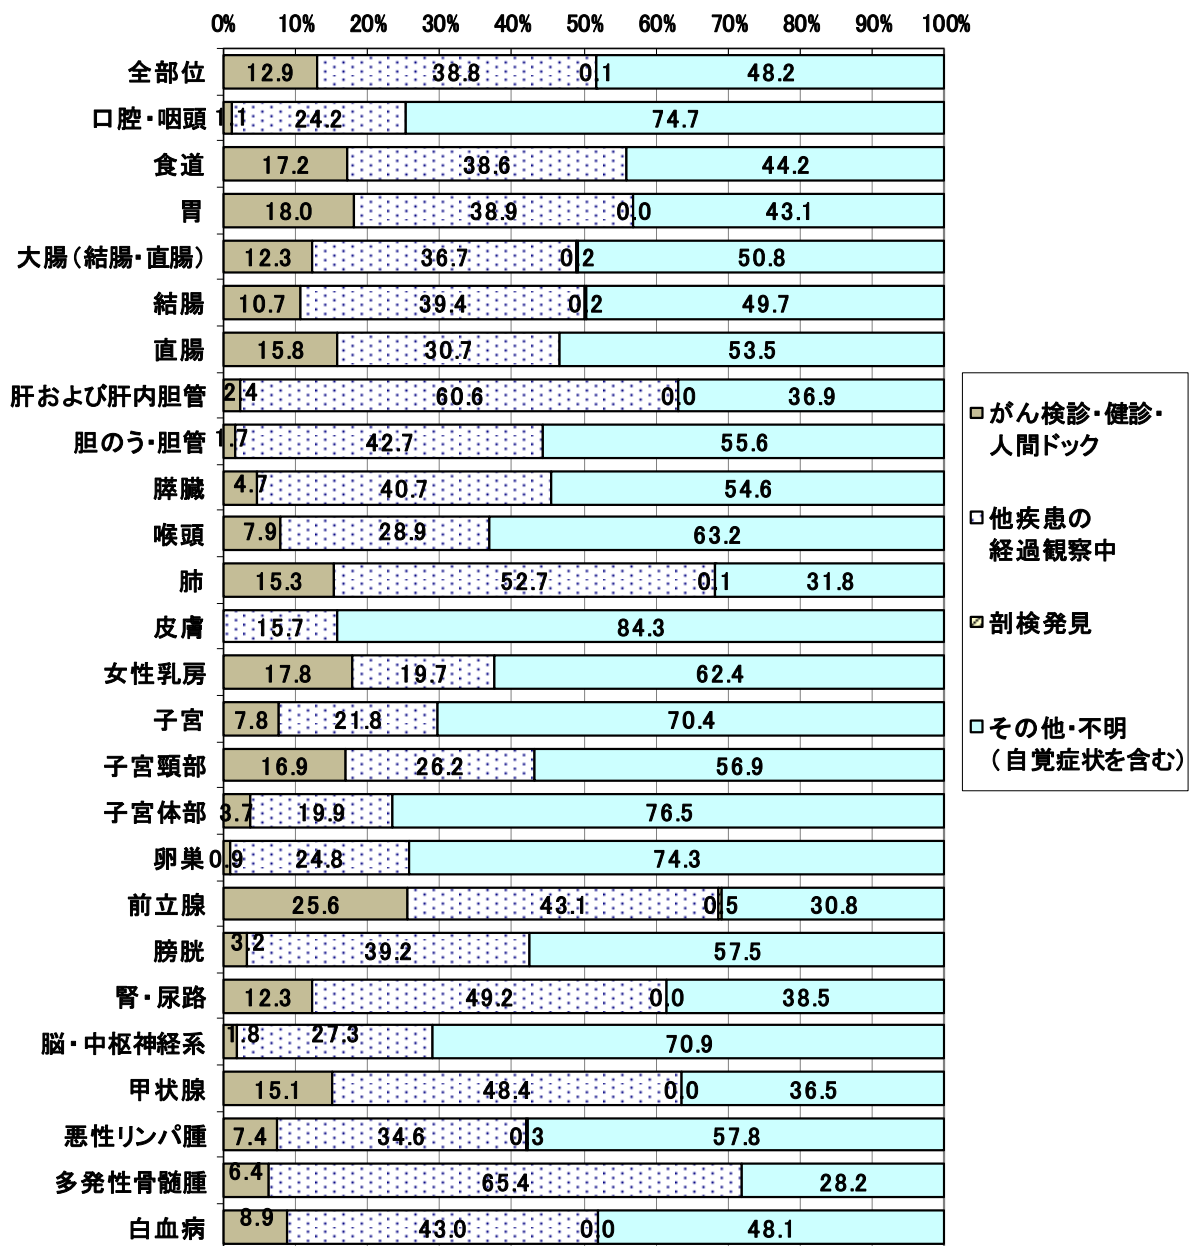 0% 10% 20% 30% 40% 50% 60% 70% 80% 90% 100%
全部位 12.9 38.8 0.1 48.2
口腔・咽頭 1.1 24.2 74.7
食道 17.2 38.6 44.2
胃 18.0 38.9 0.0 43.1
大腸（結腸・直腸） 12.3 36.7 0.2 50.8
結腸 10.7 39.4 0.2 49.7
直腸 15.8 30.7 53.5
肝および肝内胆管 2.4 60.6 0.0 36.9
胆のう・胆管 1.7 42.7 55.6
膵臓 4.7 40.7 54.6
喉頭 7.9 28.9 63.2
肺 15.3 52.7 0.1 31.8
皮膚 15.7 84.3
女性乳房 17.8 19.7 62.4
子宮 7.8 21.8 70.4
子宮頸部 16.9 26.2 56.9
子宮体部 3.7 19.9 76.5
卵巣 0.9 24.8 74.3
前立腺 25.6 43.1 0.5 30.8
膀胱 3.2 39.2 57.5
腎・尿路 12.3 49.2 0.0 38.5
脳・中枢神経系 1.8 27.3 70.9
甲状腺 15.1 48.4 0.0 36.5
悪性リンパ腫 7.4 34.6 0.3 57.8
多発性骨髄腫 6.4 65.4 28.2
白血病 8.9 43.0 0.0 48.1
がん検診・健診・
人間ドック
他疾患の
経過観察中
剖検発見
その他・不明
（自覚症状を含む）